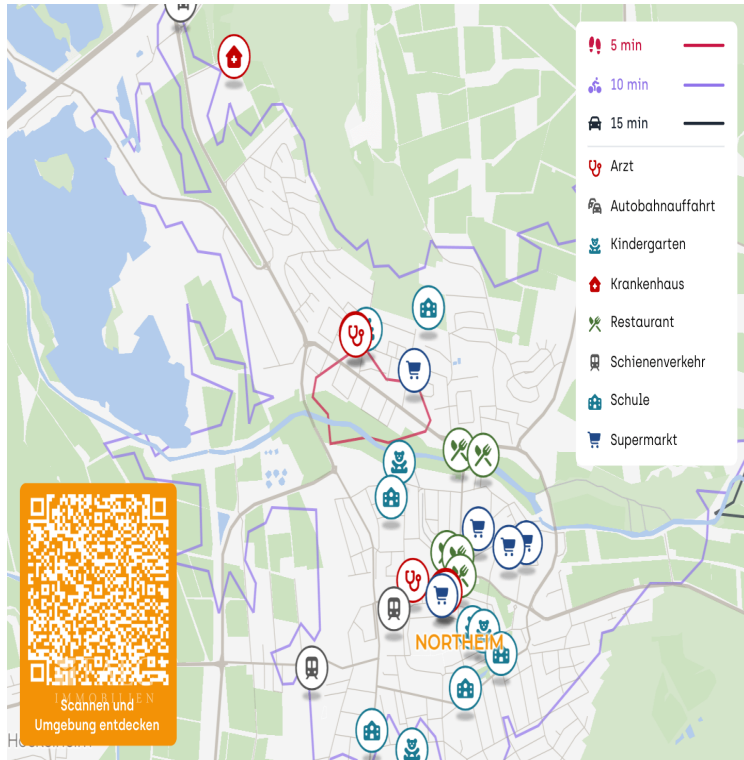 5 min
10 min
15 min
Arzt
Autobahnauffahrt
Kindergarten
Krankenhaus
Restaurant
Schienenverkehr
Schule
Supermarkt
NORTHEIM
IMMOBILIEN
Scannen und
Umgebung entdecken